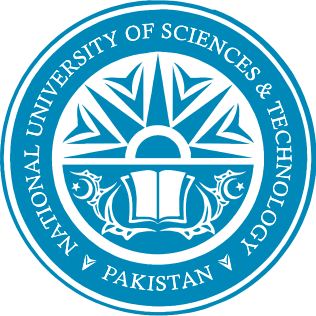 NATIONAL UNIVERSITY OF SCIENCES & TECHNOLOGY
PAKISTAN